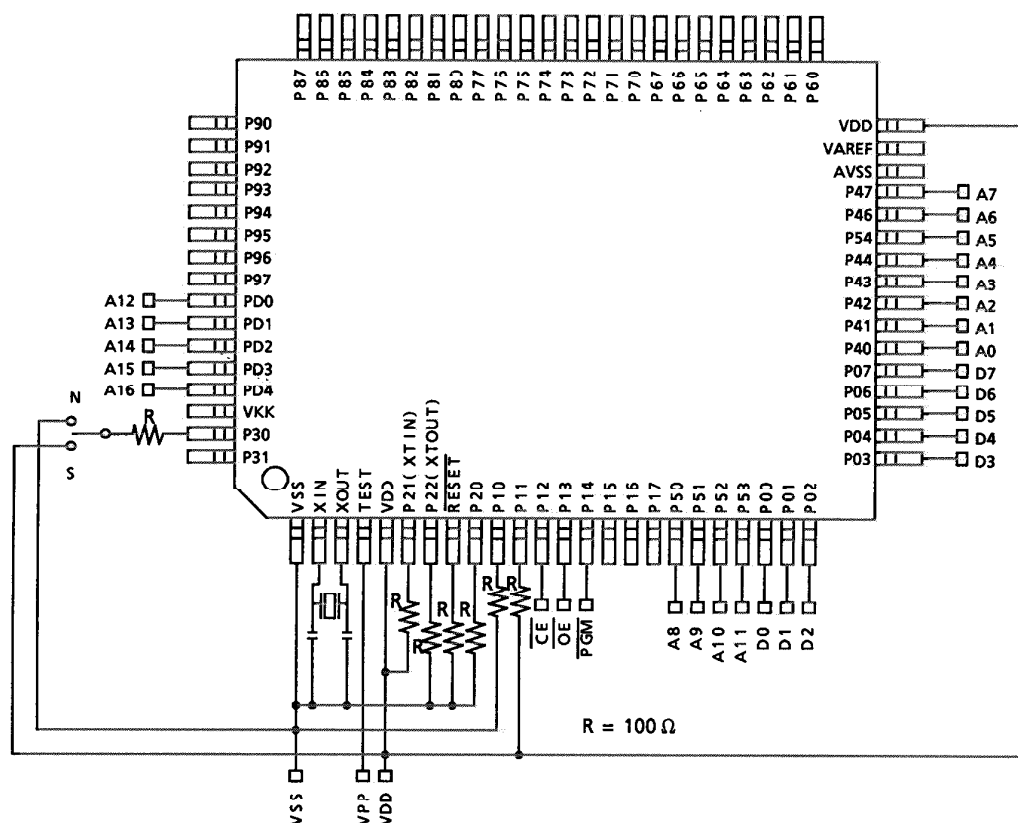 P87 P86 P85 P84 P83 P82 P81 P80 P77 P76 P75 P74 P73 P72 P71 P70 P67 P66 P65 P64 P63 P62 P61 P60
P90
P91
P92
P93
P94
P95
P96
P97
A12 PD0
A13 PD1
A14 PD2
A15 PD3
A16 PD4
VKK
N
R P30
S
P31
VDD
VAREF
AVSS
P47 A7
P46 A6
P54 A5
P44 A4
P43 A3
P42 A2
P41 A1
P40 A0
P07 D7
P06 D6
P05 D5
P04 D4
P03 D3
VSS XIN XOUT TEST VDD P21(XTIN) P22(XTOUT) RESET P20 P10 P11 P12 P13 P14 P15 P16 P17 P50 P51 P52 P53 P00 P01 P02
R R R R R R
CE OE PGM A8 A9 A10 A11 D0 D1 D2
R = 100 Ω
VSS VPP VDD